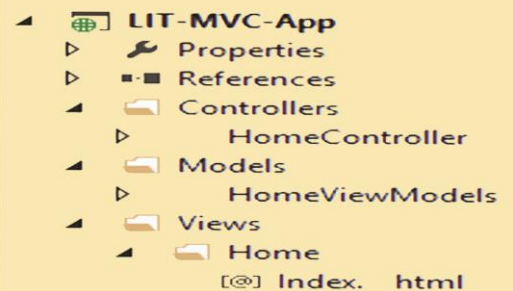 LIT-MVC-App
Properties
References
Controllers
HomeController
Models
HomeViewModels
Views
Home
[@] Index. html